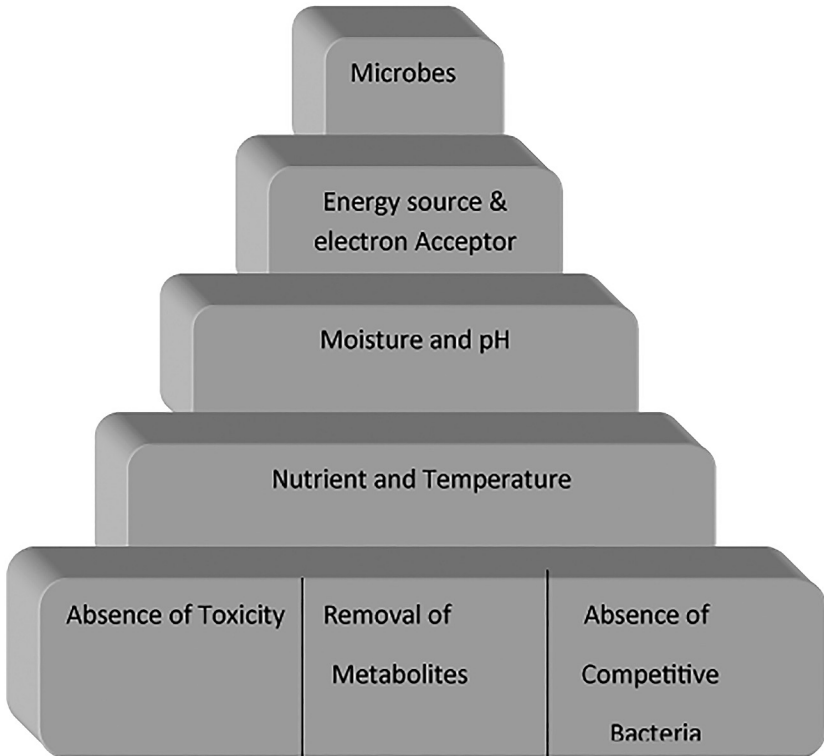 Microbes
Energy source &
electron Acceptor
Moisture and pH
Nutrient and Temperature
Absence of Toxicity
Removal of
Metabolites
Absence of
Competitive
Bacteria